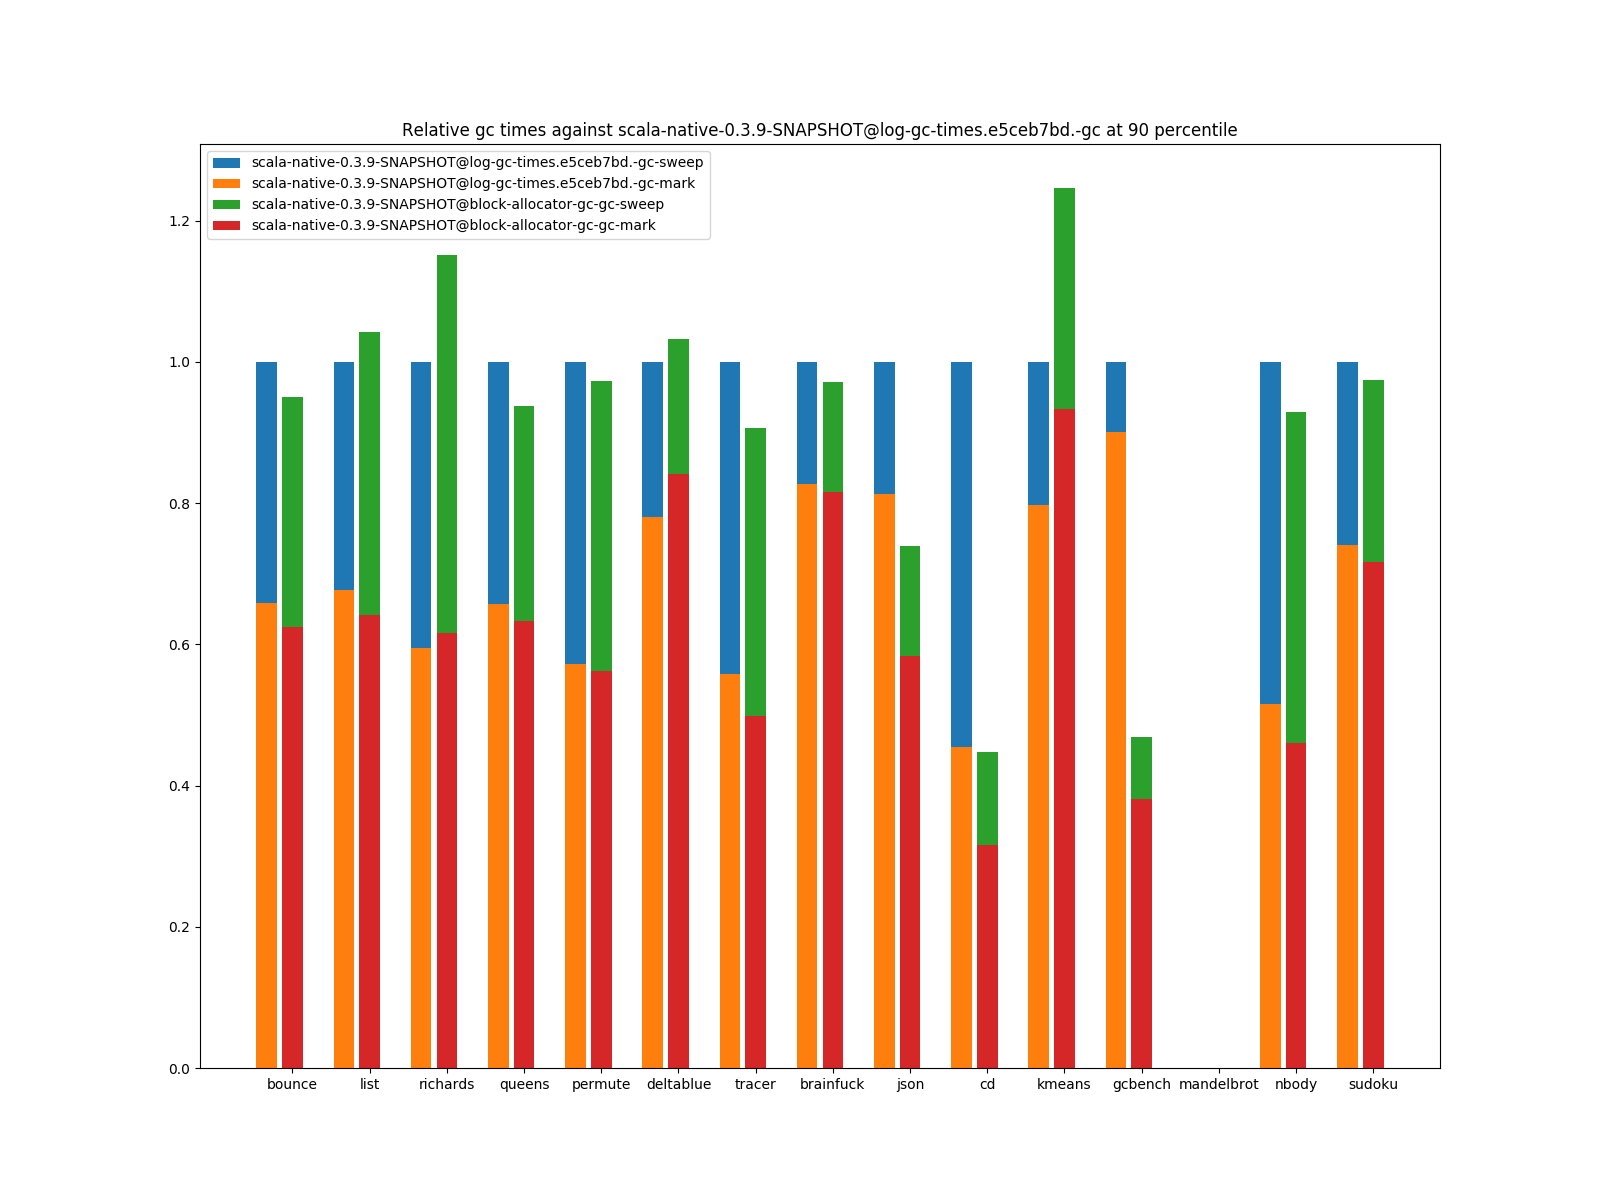 Relative gc times against scala-native-0.3.9-SNAPSHOT@log-gc-times.e5ceb7bd.-gc at 90 percentile
scala-native-0.3.9-SNAPSHOT@log-gc-times.e5ceb7bd.-gc-sweep
scala-native-0.3.9-SNAPSHOT@log-gc-times.e5ceb7bd.-gc-mark
scala-native-0.3.9-SNAPSHOT@block-allocator-gc-gc-sweep
scala-native-0.3.9-SNAPSHOT@block-allocator-gc-gc-mark
1.2
1.0
0.8
0.6
0.4
0.2
0.0
bounce list richards queens permute deltablue tracer brainfuck json cd kmeans gcbench mandelbrot nbody sudoku